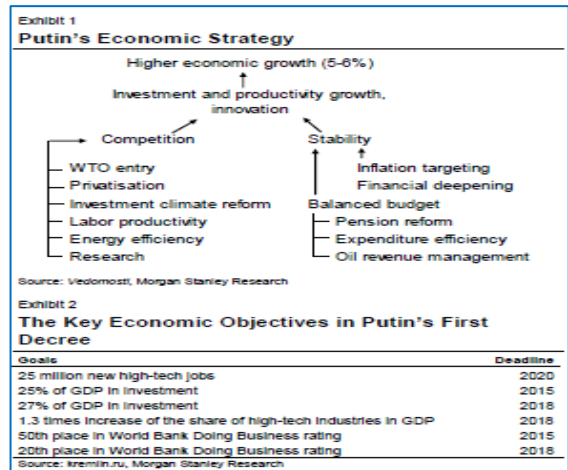 Exhibit 1
Putin's Economic Strategy
Higher economic growth (5-6%)
Investment and productivity grow,
innovation
Competition
Stability
WTO entry
Privatisation
Investment climate reform
Labor productivity
Energy efficiency
Research
Inflation targeting
Financial deepening
Balanced budget
Pension reform
Expenditure efficiency
Oil revenue management
Source: Vedomosti, Morgan Stanley Research
Exhibit 2
The Key Economic Objectives in Putin's First
Decree
Goals Deadline
25 million new high-tech jobs 2020
25% of GDP in investment 2015
27% of GDP in investment 2018
1.3 times increase of the share of high-tech industries in GDP 2018
50th place in World Bank Doing Business rating 2015
20th place in World Bank Doing Business rating 2018
Source: kremlin.ru, Morgan Stanley Research